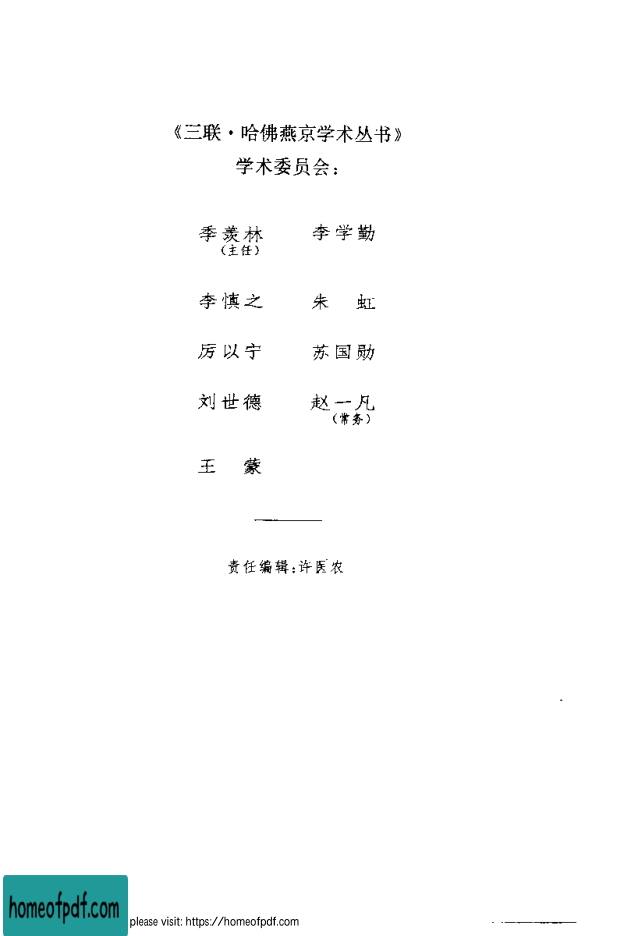 《三联·哈佛燕京学术丛书》
学术委员会：
季羡林 李学勤
（主任）
李慎之 朱 虹
厉以宁 苏国勋
刘世德 赵一凡
（常务）
王 蒙
责任编辑：许医农
homeofpdf.com
please visit: https://homeofpdf.com